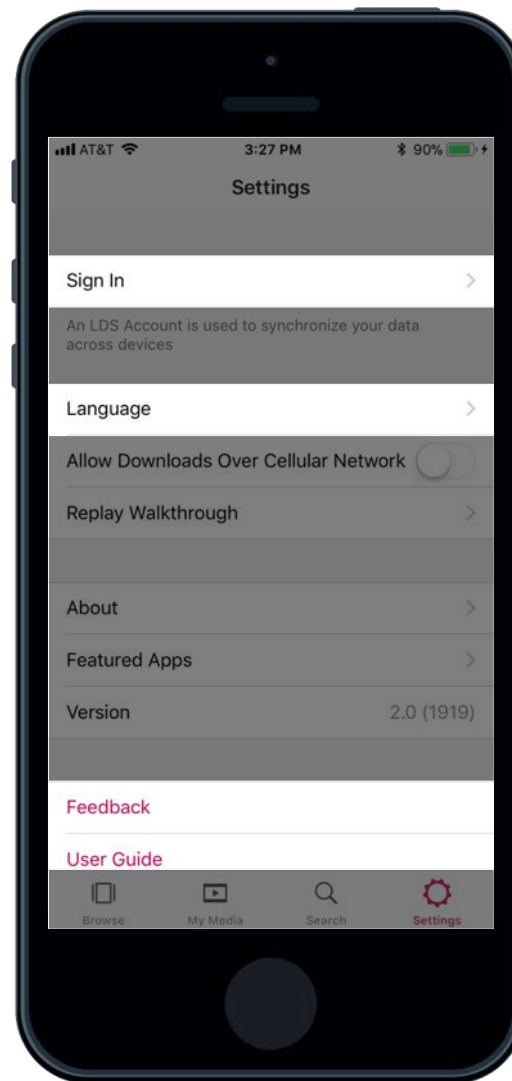 AT&T 3:27 PM 90%
Settings
Sign In
An LDS Account is used to synchronize your data
across devices
Language
Allow Downloads Over Cellular Network
Replay Walkthrough
About
Featured Apps
Version 2.0 (1919)
Feedback
User Guide
Browse My Media Search Settings